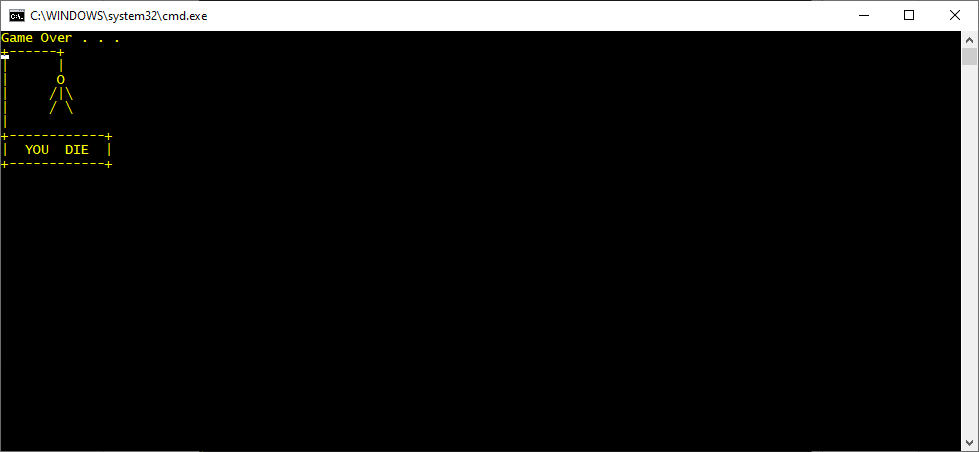 C:\WINDOWS\system32\cmd.exe
Game Over . . .
+------+
|      |
|      O
|     /|\
|     / \
|
+------------+
|  YOU  DIE  |
+------------+